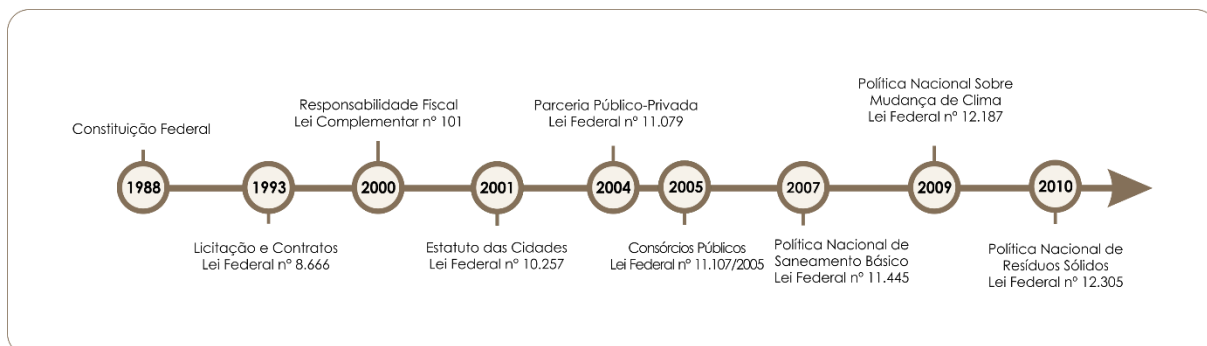 Constituição Federal
1988
1993
Licitação e Contratos
Lei Federal nº 8.666
Responsabilidade Fiscal
Lei Complementar nº 101
2000
2001
Estatuto das Cidades
Lei Federal nº 10.257
Parceria Público-Privada
Lei Federal nº 11.079
2004
2005
Consórcios Públicos
Lei Federal nº 11.107/2005
2007
Política Nacional de
Saneamento Básico
Lei Federal nº 11.445
Política Nacional Sobre
Mudança de Clima
Lei Federal nº 12.187
2009
2010
Política Nacional de
Resíduos Sólidos
Lei Federal nº 12.305